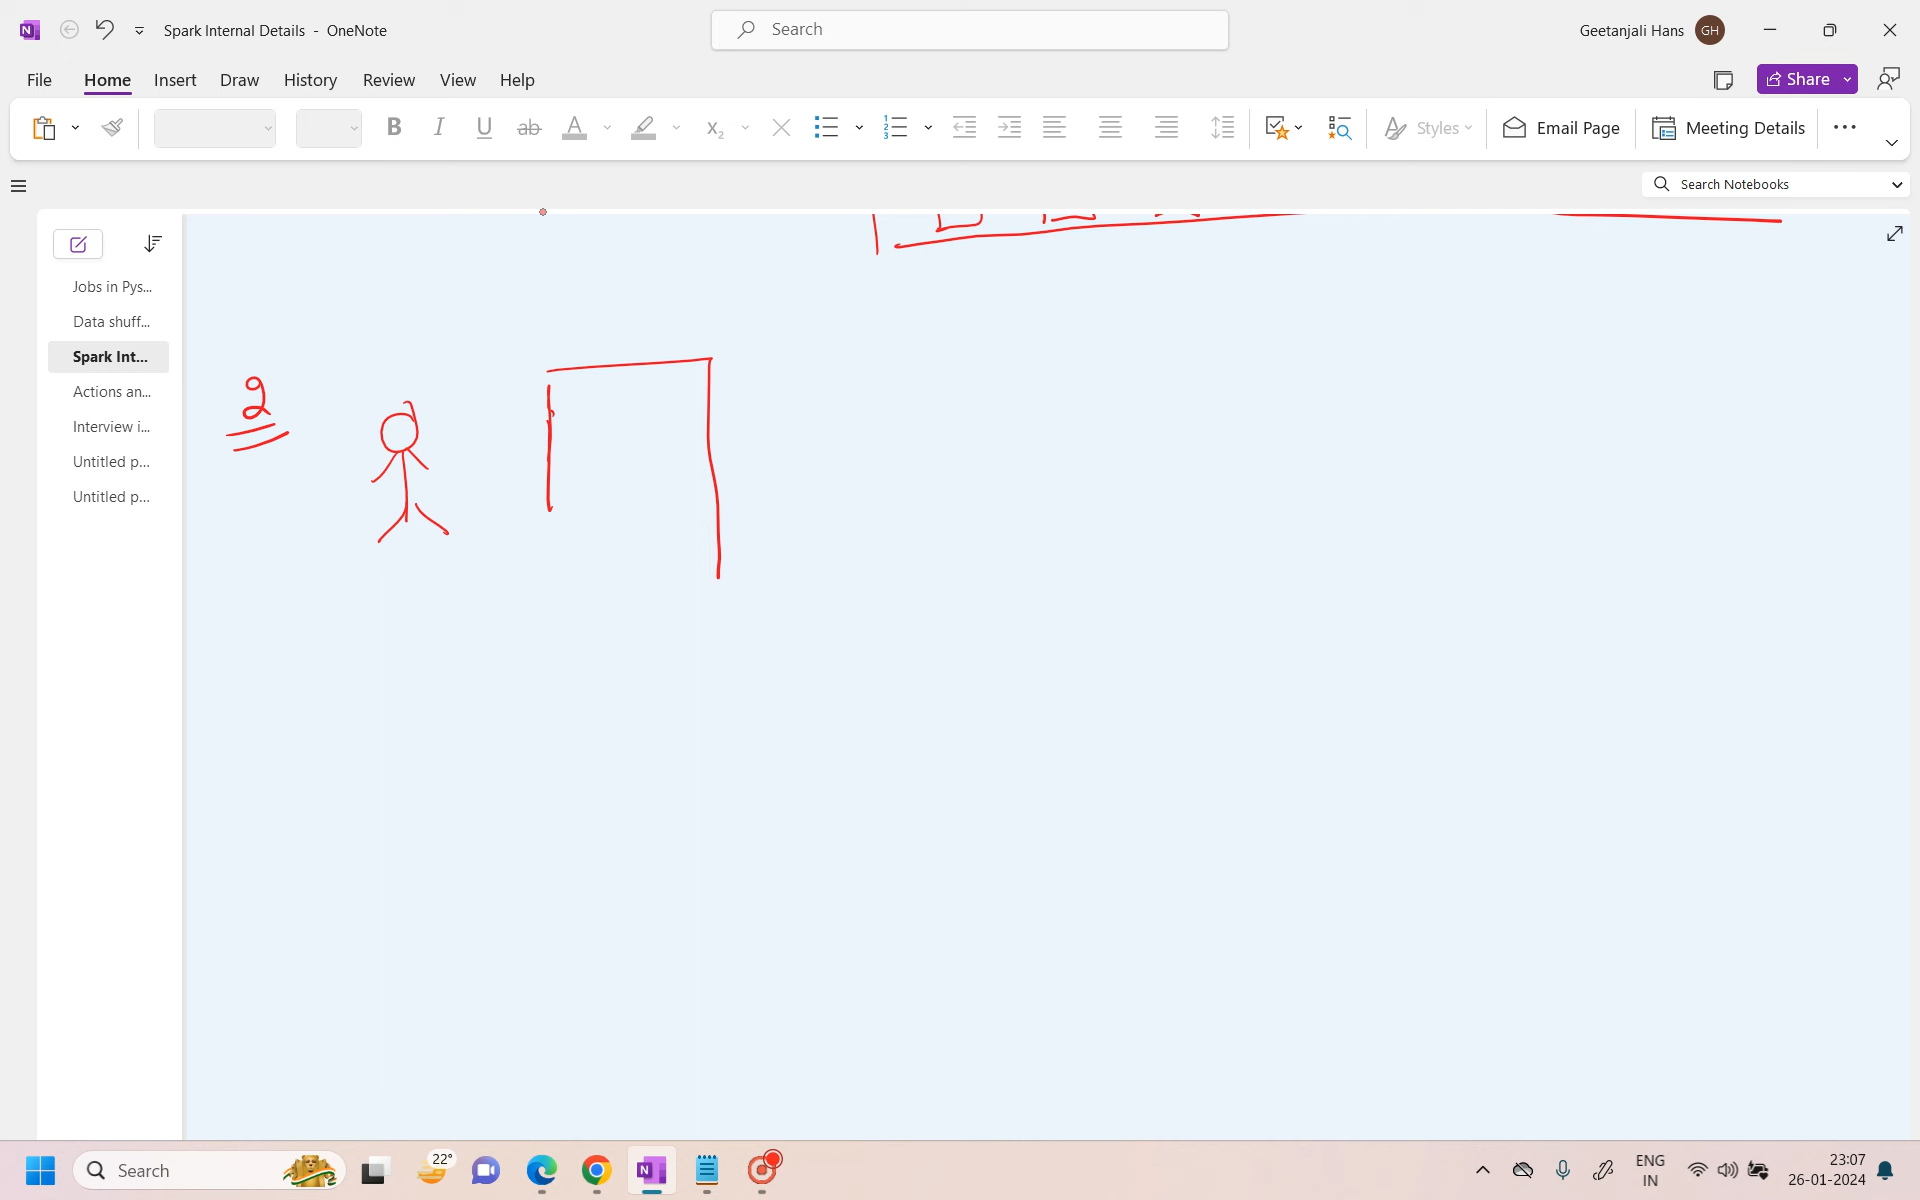 Spark Internal Details - OneNote
Search
Geetanjali Hans
GH
File Home Insert Draw History Review View Help
Share
B I U ab A X2
Styles
Email Page
Meeting Details
Search Notebooks
Jobs in Pys...
Data shuff...
Spark Int...
Actions an...
Interview i...
Untitled p...
Untitled p...
2
Search
22°
ENG
IN
23:07
26-01-2024